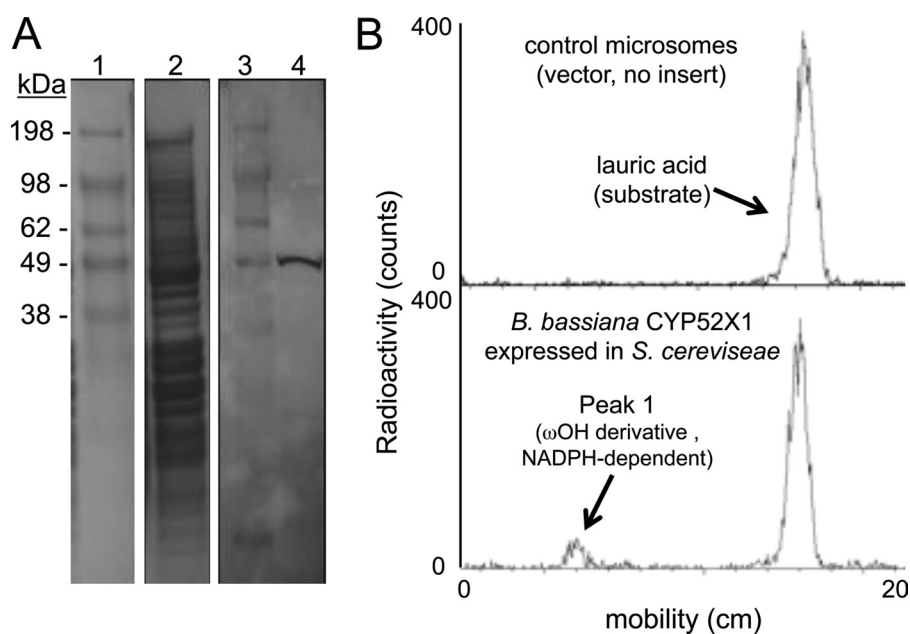 A
1 2 3 4
kDa
198 -
98 -
62 -
49 -
38 -
B
400
control microsomes
(vector, no insert)
lauric acid
(substrate)
0
400
B. bassiana CYP52X1
expressed in S. cereviseae
Peak 1
(ωOH derivative ,
NADPH-dependent)
0
0 20
mobility (cm)
Radioactivity (counts)